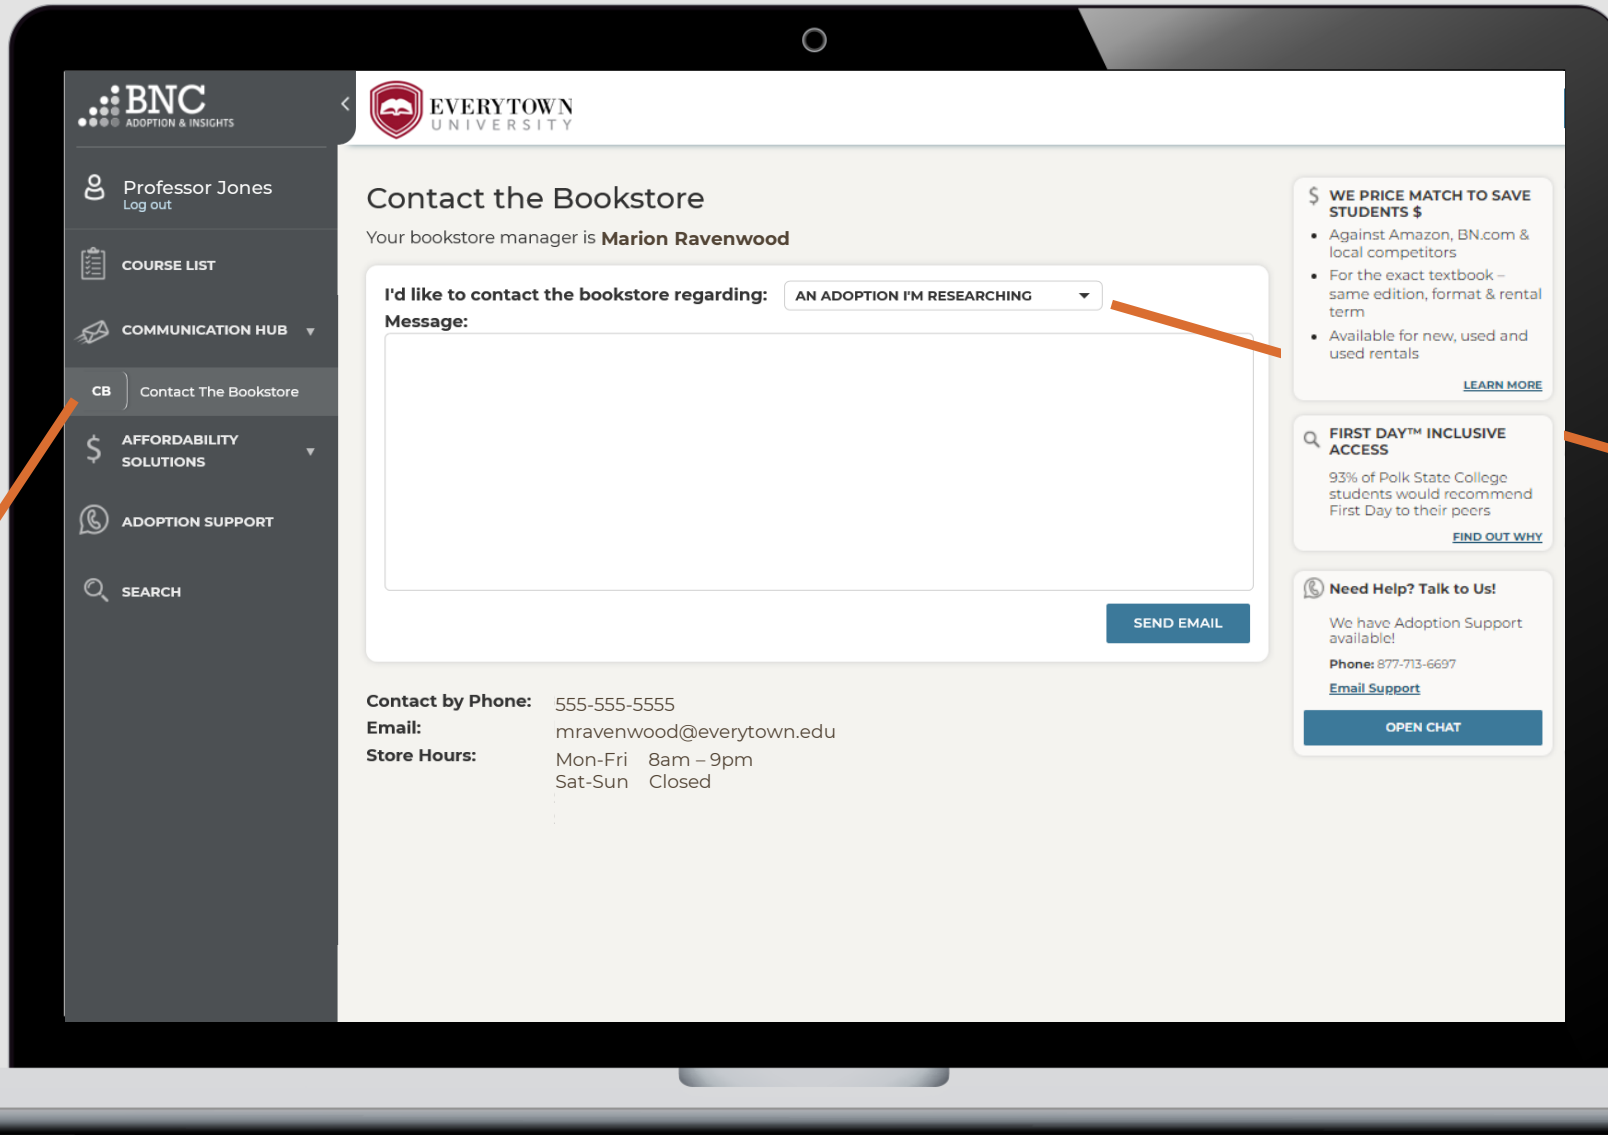 BNC
ADOPTION & INSIGHTS
Professor Jones
Log out
COURSE LIST
COMMUNICATION HUB
CB Contact The Bookstore
AFFORDABILITY
SOLUTIONS
ADOPTION SUPPORT
SEARCH
EVERYTOWN
UNIVERSITY
Contact the Bookstore
Your bookstore manager is Marion Ravenwood
I'd like to contact the bookstore regarding: AN ADOPTION I'M RESEARCHING
Message:
SEND EMAIL
Contact by Phone: 555-555-5555
Email: mravenwood@everytown.edu
Store Hours: Mon-Fri 8am – 9pm
Sat-Sun Closed
$ WE PRICE MATCH TO SAVE
STUDENTS $
• Against Amazon, BN.com &
local competitors
• For the exact textbook –
same edition, format & rental
term
• Available for new, used and
used rentals
LEARN MORE
FIRST DAY™ INCLUSIVE
ACCESS
93% of Polk State College
students would recommend
First Day to their peers
FIND OUT WHY
Need Help? Talk to Us!
We have Adoption Support
available!
Phone: 877-713-6697
Email Support
OPEN CHAT